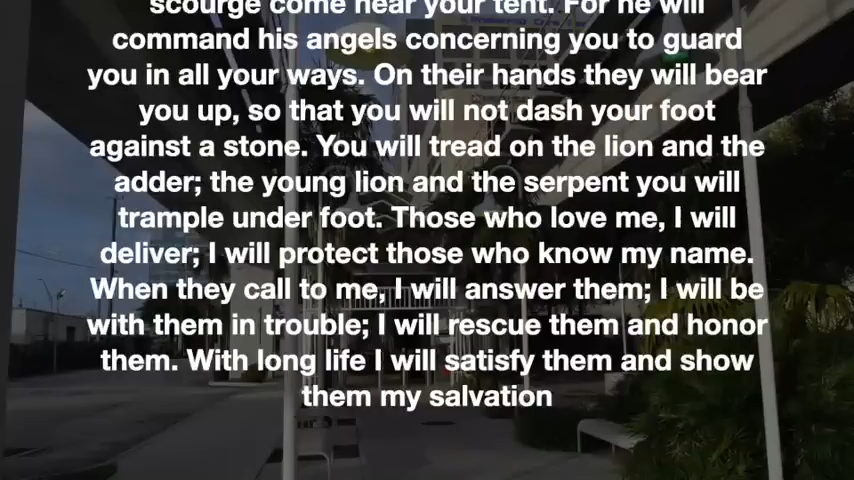 scourge come near your tent. For he will
command his angels concerning you to guard
you in all your ways. On their hands they will bear
you up, so that you will not dash your foot
against a stone. You will tread on the lion and the
adder; the young lion and the serpent you will
trample under foot. Those who love me, I will
deliver; I will protect those who know my name.
When they call to me, I will answer them; I will be
with them in trouble; I will rescue them and honor
them. With long life I will satisfy them and show
them my salvation